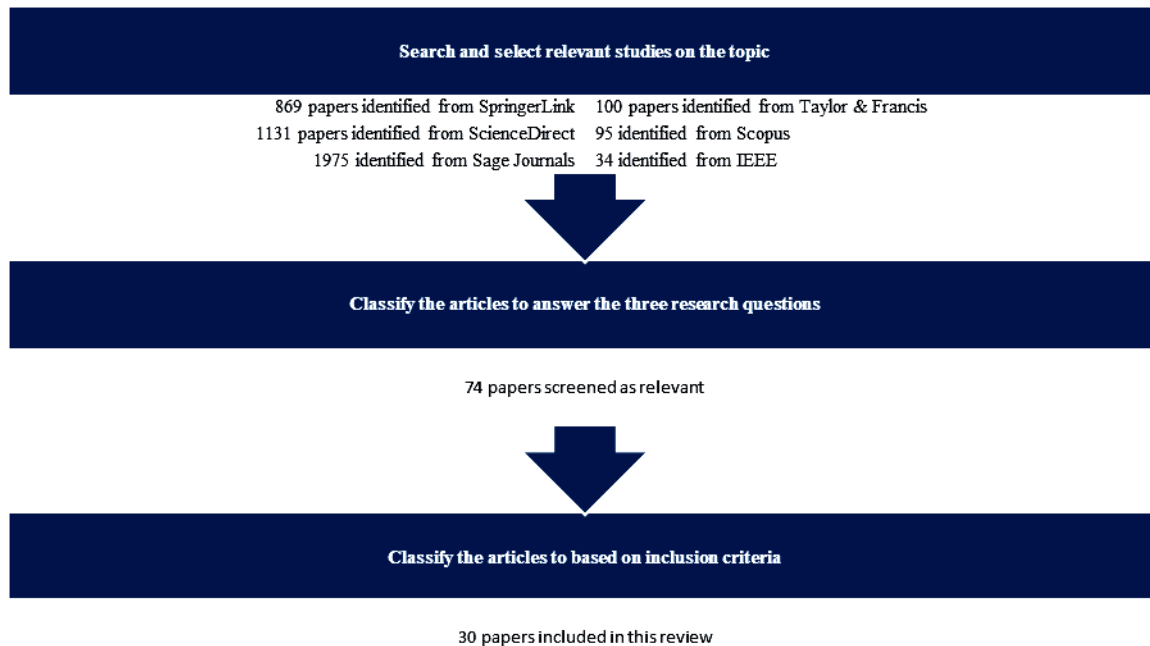 Search and select relevant studies on the topic
869 papers identified from SpringerLink 100 papers identified from Taylor & Francis
1131 papers identified from ScienceDirect 95 identified from Scopus
1975 identified from Sage Journals 34 identified from IEEE
Classify the articles to answer the three research questions
74 papers screened as relevant
Classify the articles to based on inclusion criteria
30 papers included in this review